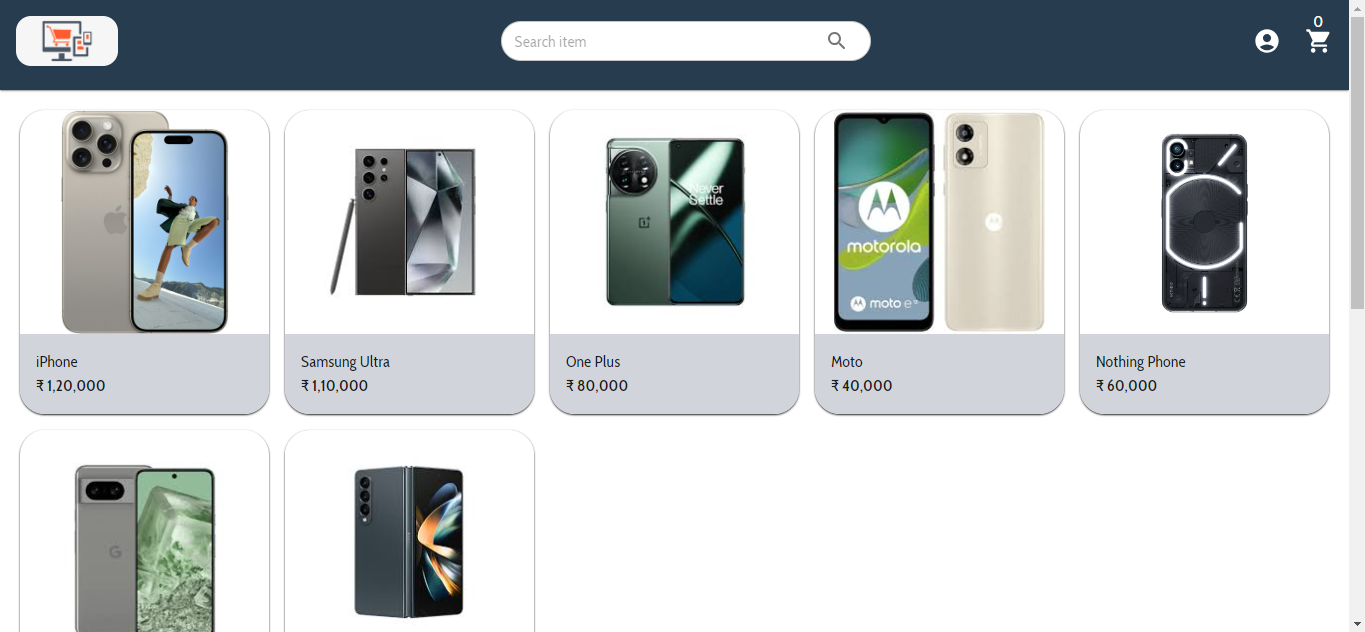 Search item
0
Never
Settle
motorola
moto e13
iPhone
₹ 1,20,000
Samsung Ultra
₹ 1,10,000
One Plus
₹ 80,000
Moto
₹ 40,000
Nothing Phone
₹ 60,000
G